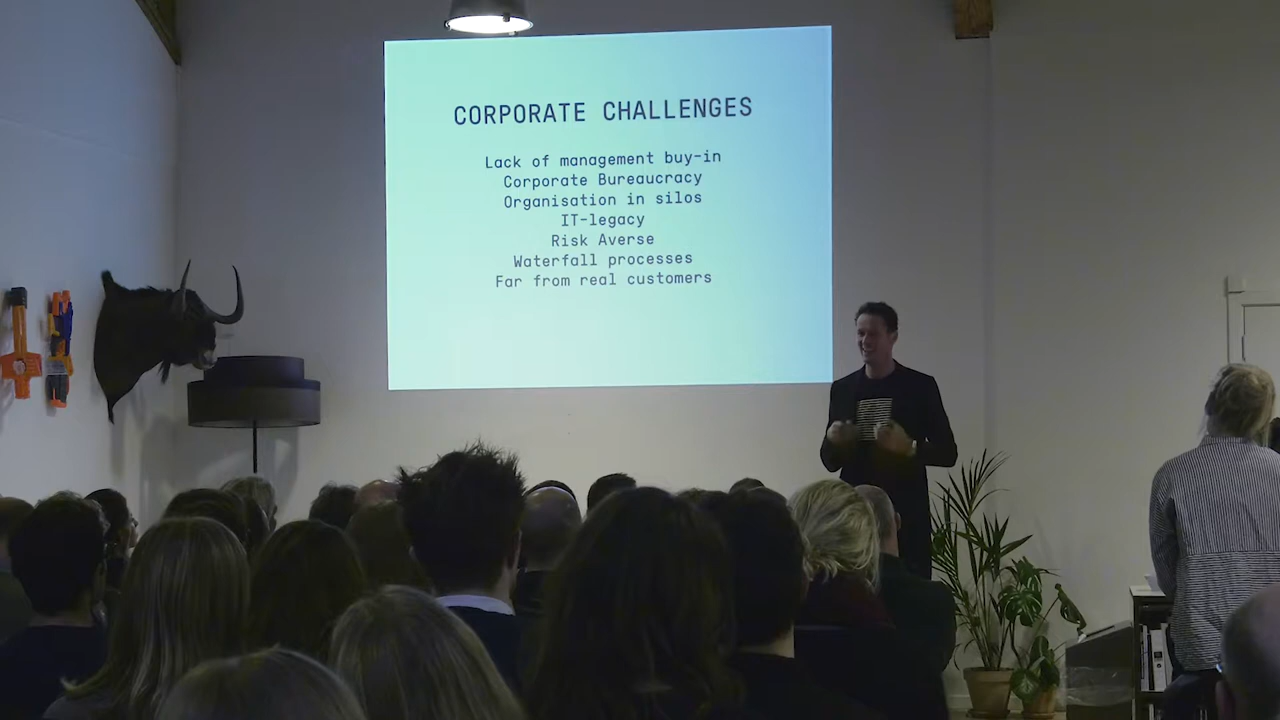 CORPORATE CHALLENGES
Lack of management buy-in
Corporate Bureaucracy
Organisation in silos
IT-legacy
Risk Averse
Waterfall processes
Far from real customers